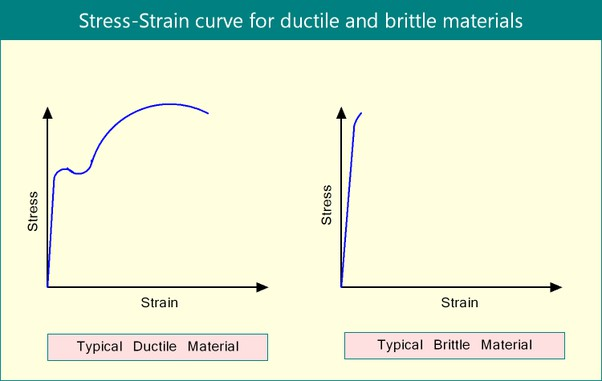 Stress-Strain curve for ductile and brittle materials
Stress
Strain
Typical Ductile Material
Stress
Strain
Typical Brittle Material